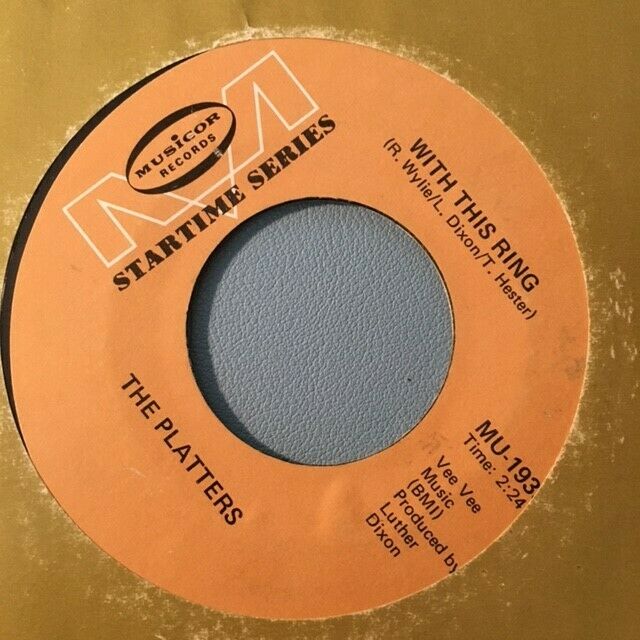 MUSICOR
RECORDS
STARTIME SERIES
WITH THIS RING
(R. Wylie/L. Dixon/T. Hester)
THE PLATTERS
MU-193
Time: 2:24
Vee Vee
Music
(BMI)
Produced by
Luther
Dixon